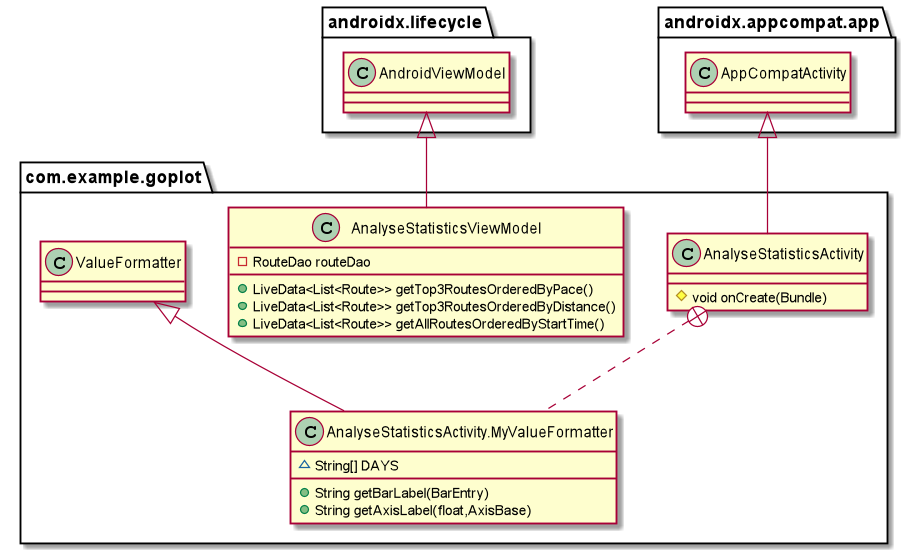 androidx.lifecycle
C AndroidViewModel
androidx.appcompat.app
C AppCompatActivity
com.example.goplot
C ValueFormatter
C AnalyseStatisticsViewModel
RouteDao routeDao
LiveData<List<Route>> getTop3RoutesOrderedByPace()
LiveData<List<Route>> getTop3RoutesOrderedByDistance()
LiveData<List<Route>> getAllRoutesOrderedByStartTime()
C AnalyseStatisticsActivity
void onCreate(Bundle)
C AnalyseStatisticsActivity.MyValueFormatter
String[] DAYS
String getBarLabel(BarEntry)
String getAxisLabel(float,AxisBase)